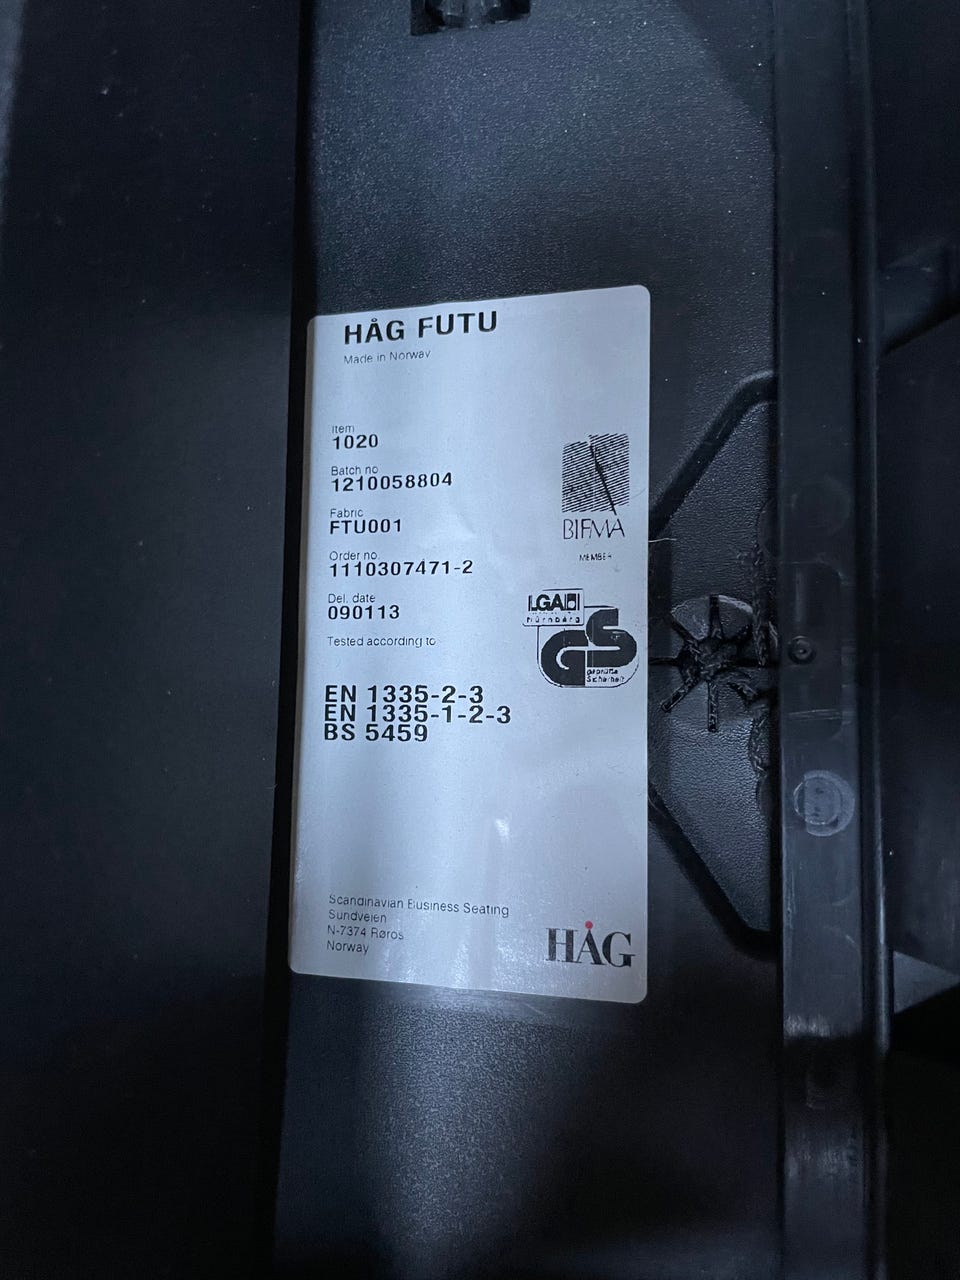 HÅG FUTU
Made in Norway
Item
1020
Batch no
1210058804
Fabric
FTU001
Order no.
1110307471-2
Del. date
090113
Tested according to
EN 1335-2-3
EN 1335-1-2-3
BS 5459
BIFMA
MEMBER
LGA
Nürnberg
GS
geprüfte
Sicherheit
Scandinavian Business Seating
Sundveien
N-7374 Røros
Norway
HÅG